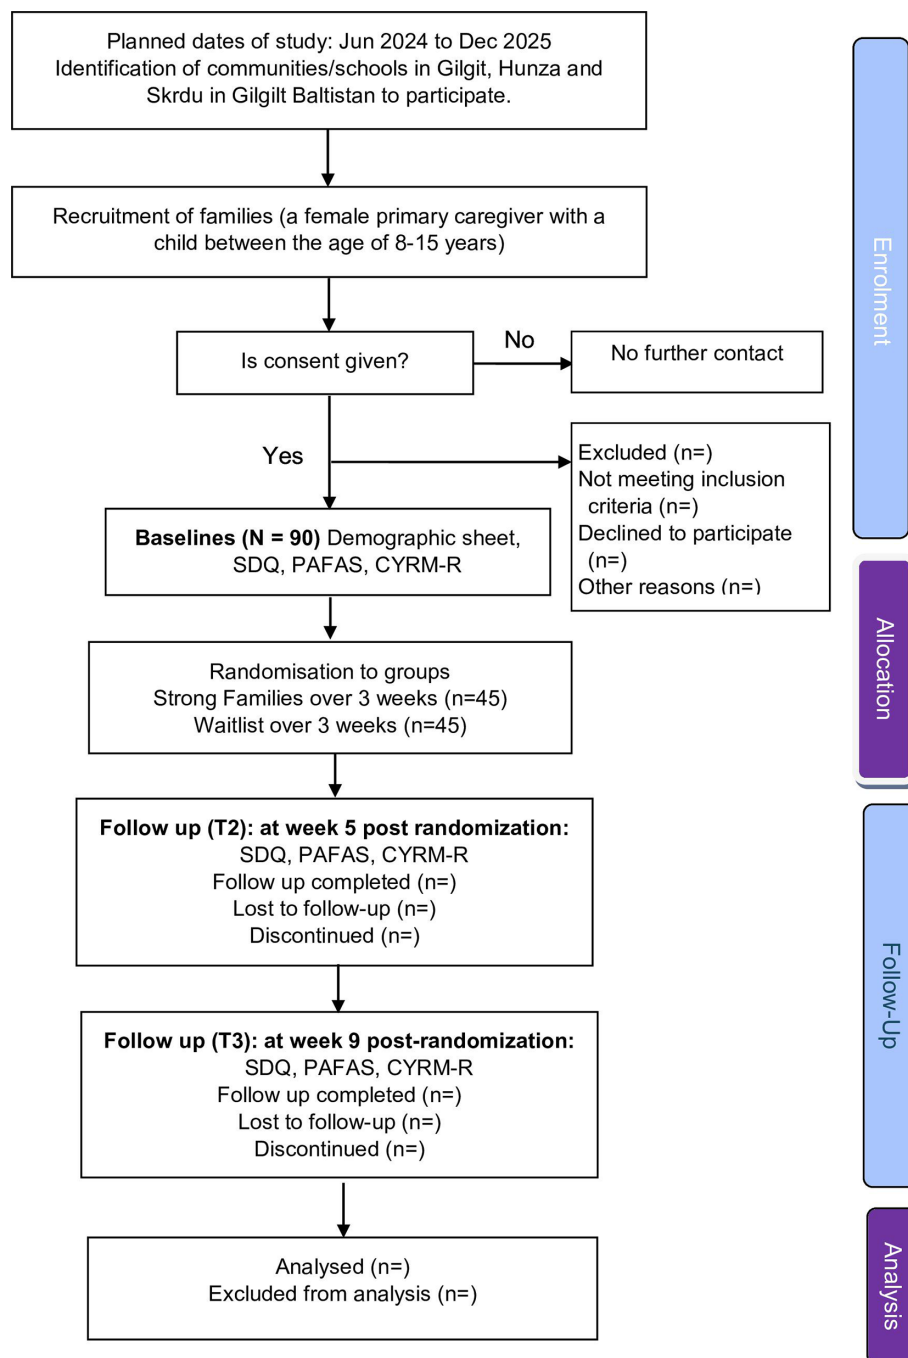 Planned dates of study: Jun 2024 to Dec 2025
Identification of communities/schools in Gilgit, Hunza and
Skrdu in Gilgilt Baltistan to participate.
Recruitment of families (a female primary caregiver with a
child between the age of 8-15 years)
Is consent given?
No
No further contact
Yes
Excluded (n=)
Not meeting inclusion
criteria (n=)
Declined to participate
(n=)
Other reasons (n=)
Baselines (N = 90) Demographic sheet,
SDQ, PAFAS, CYRM-R
Randomisation to groups
Strong Families over 3 weeks (n=45)
Waitlist over 3 weeks (n=45)
Follow up (T2): at week 5 post randomization:
SDQ, PAFAS, CYRM-R
Follow up completed (n=)
Lost to follow-up (n=)
Discontinued (n=)
Follow up (T3): at week 9 post-randomization:
SDQ, PAFAS, CYRM-R
Follow up completed (n=)
Lost to follow-up (n=)
Discontinued (n=)
Analysed (n=)
Excluded from analysis (n=)
Enrolment
Allocation
Follow-Up
Analysis